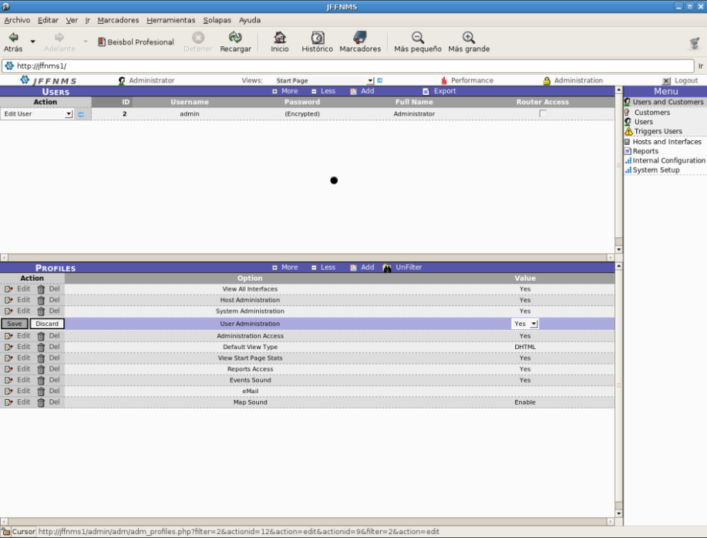 JFFNMS
Archivo Editar Ver Ir Marcadores Herramientas Solapas Ayuda
Atrás Adelante Beisbol Profesional Detener Recargar Inicio Histórico Marcadores Más pequeño Más grande
http://jffnms1/ Ir
JFFNMS Administrator Views: Start Page Performance Administration Logout
Users More Less Add Export
Action ID Username Password Full Name Router Access
Edit User 2 admin (Encrypted) Administrator
Menu
Users and Customers
Customers
Users
Triggers Users
Hosts and Interfaces
Reports
Internal Configuration
System Setup
Profiles More Less Add UnFilter
Action Option Value
Edit Del View All Interfaces Yes
Edit Del Host Administration Yes
Edit Del System Administration Yes
Save Discard User Administration Yes
Edit Del Administration Access Yes
Edit Del Default View Type DHTML
Edit Del View Start Page Stats Yes
Edit Del Reports Access Yes
Edit Del Events Sound Yes
Edit Del eMail
Edit Del Map Sound Enable
Cursor http://jffnms1/admin/adm/adm_profiles.php?filter=2&actionid=12&action=edit&actionid=9&filter=2&action=edit